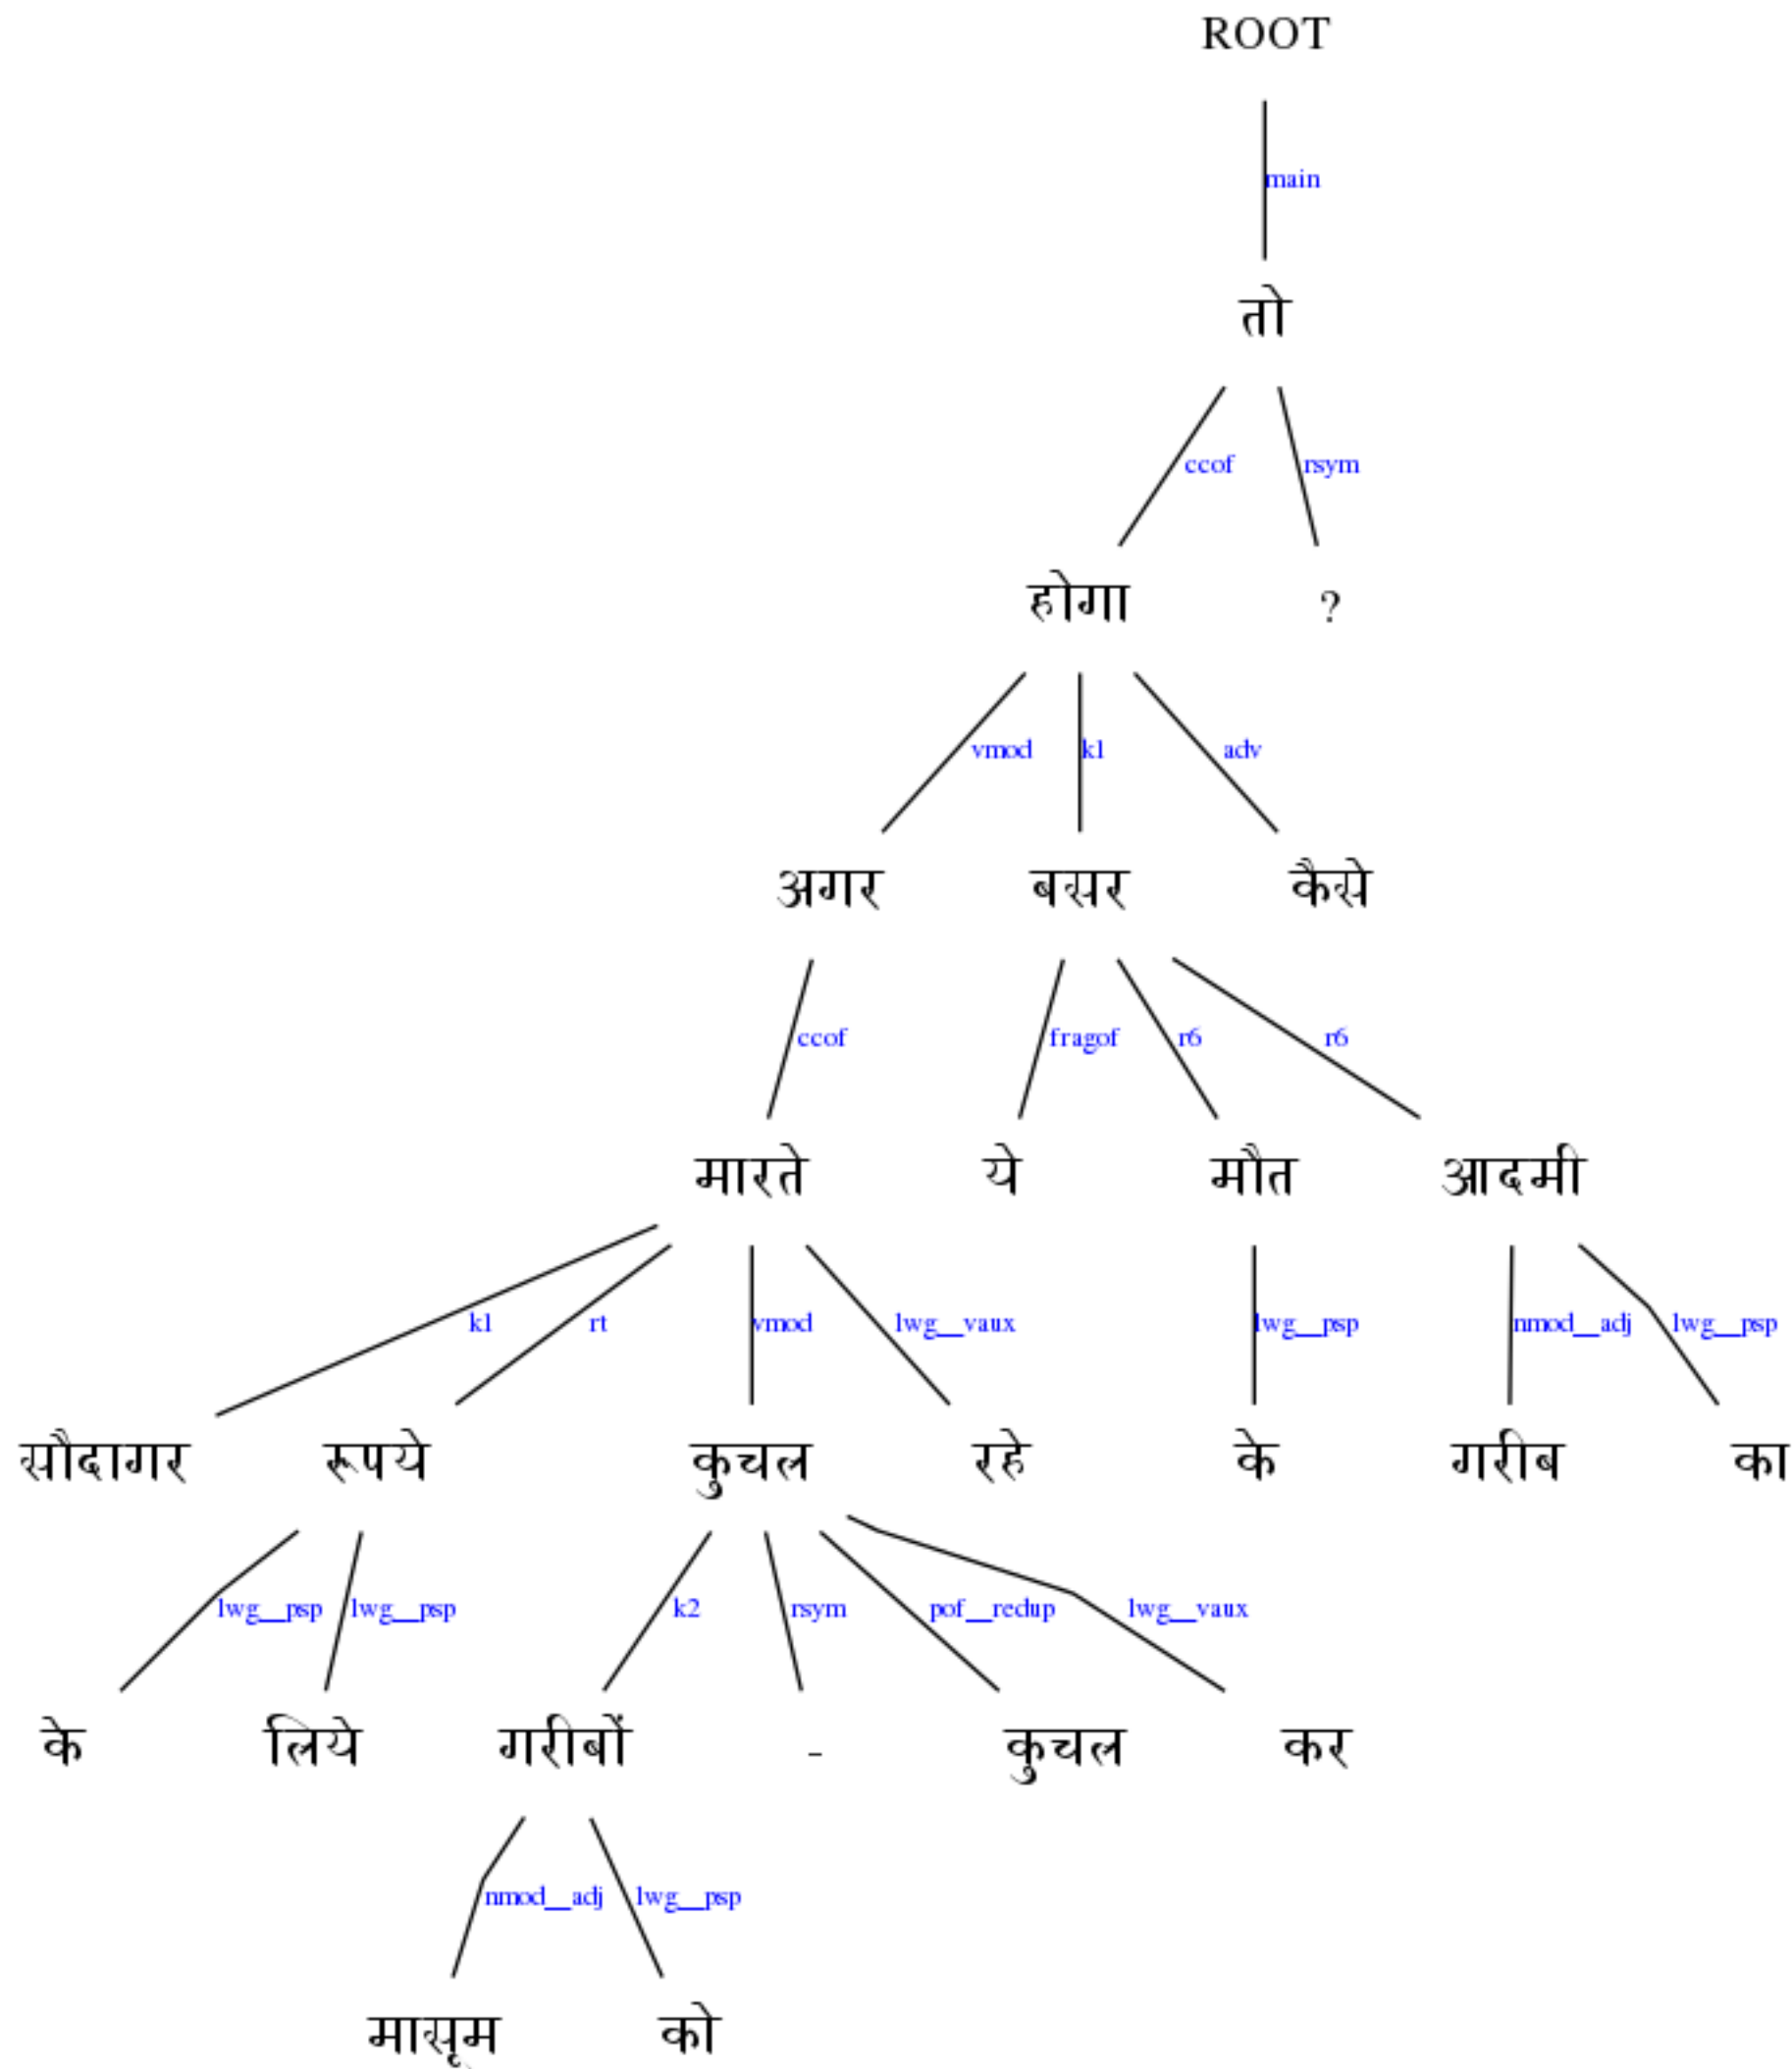 ROOT
main
तो
ccof rsym
होगा ?
vmod k1 adv
अगर बसर कैसे
ccof fragof r6 r6
मारते ये मौत आदमी
k1 rt vmod lwg__vaux lwg__psp nmod__adj lwg__psp
सौदागर रूपये कुचल रहे के गरीब का
lwg__psp lwg__psp k2 rsym pof__redup lwg__vaux
के लिये गरीबों - कुचल कर
nmod__adj lwg__psp
मासूम को